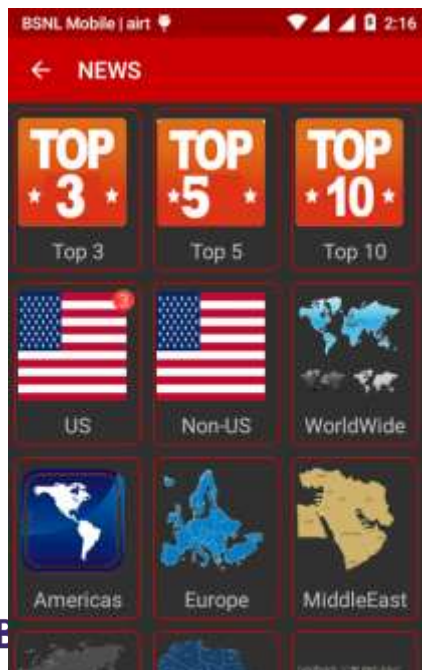 BSNL Mobile | airt 2:16
← NEWS
TOP TOP TOP
★ 3 ★ ★5 ★ ★10★
Top 3 Top 5 Top 10
3
US Non-US WorldWide
Americas Europe MiddleEast